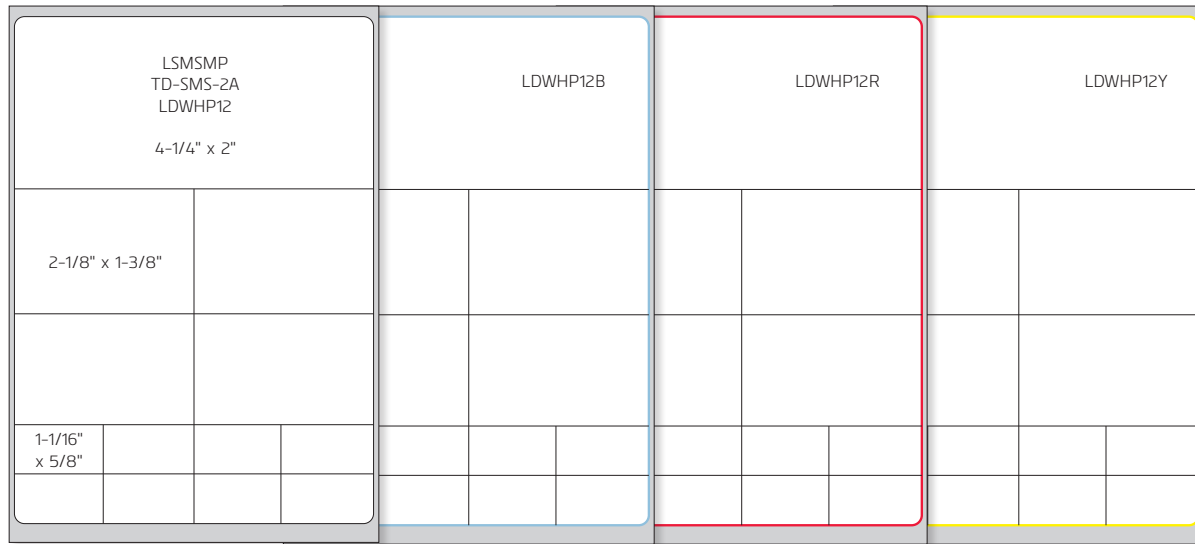 LSMSMP
TD-SMS-2A
LDWHP12
4-1/4" x 2"
LDWHP12B
LDWHP12R
LDWHP12Y
2-1/8" x 1-3/8"
1-1/16"
x 5/8"